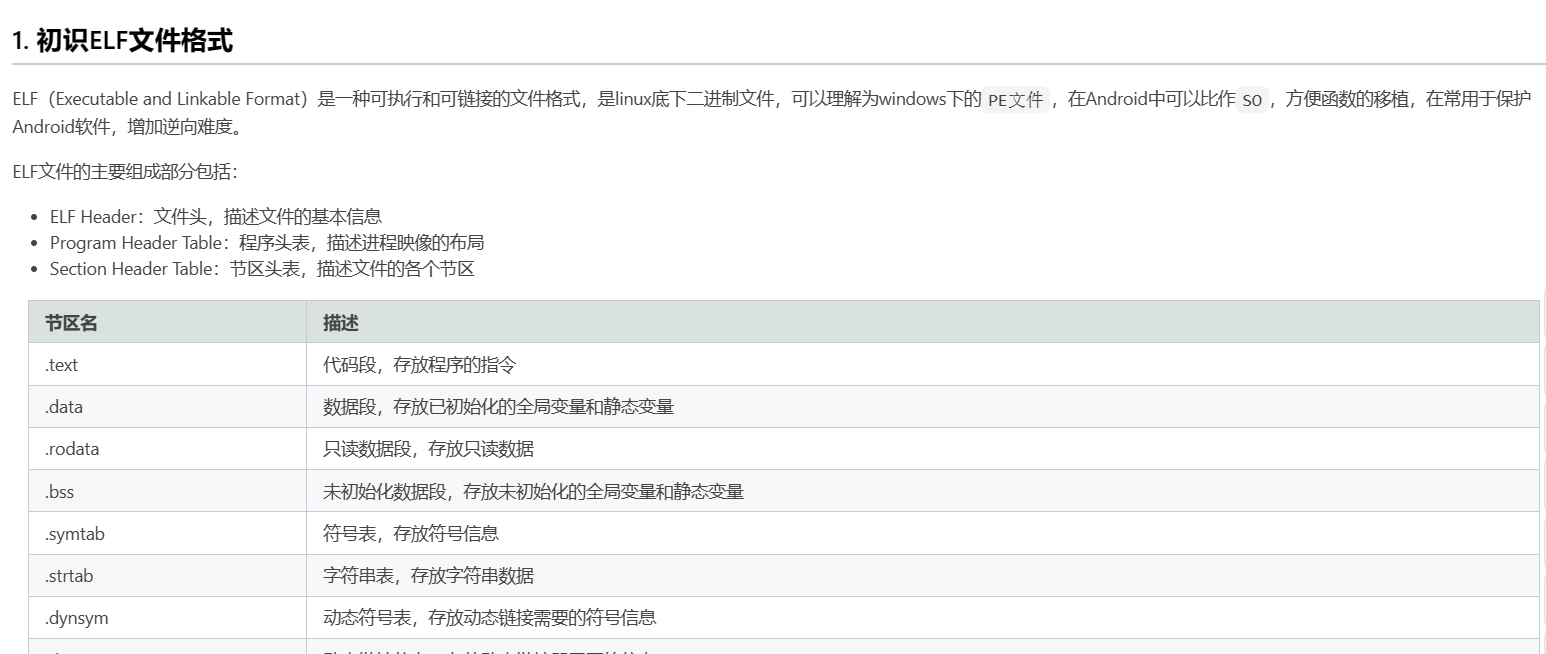 1. 初识ELF文件格式
ELF（Executable and Linkable Format）是一种可执行和可链接的文件格式，是linux底下二进制文件，可以理解为windows下的 PE文件 ，在Android中可以比作 SO ，方便函数的移植，在常用于保护
Android软件，增加逆向难度。
ELF文件的主要组成部分包括：
• ELF Header：文件头，描述文件的基本信息
• Program Header Table：程序头表，描述进程映像的布局
• Section Header Table：节区头表，描述文件的各个节区
节区名 描述
.text 代码段，存放程序的指令
.data 数据段，存放已初始化的全局变量和静态变量
.rodata 只读数据段，存放只读数据
.bss 未初始化数据段，存放未初始化的全局变量和静态变量
.symtab 符号表，存放符号信息
.strtab 字符串表，存放字符串数据
.dynsym 动态符号表，存放动态链接需要的符号信息